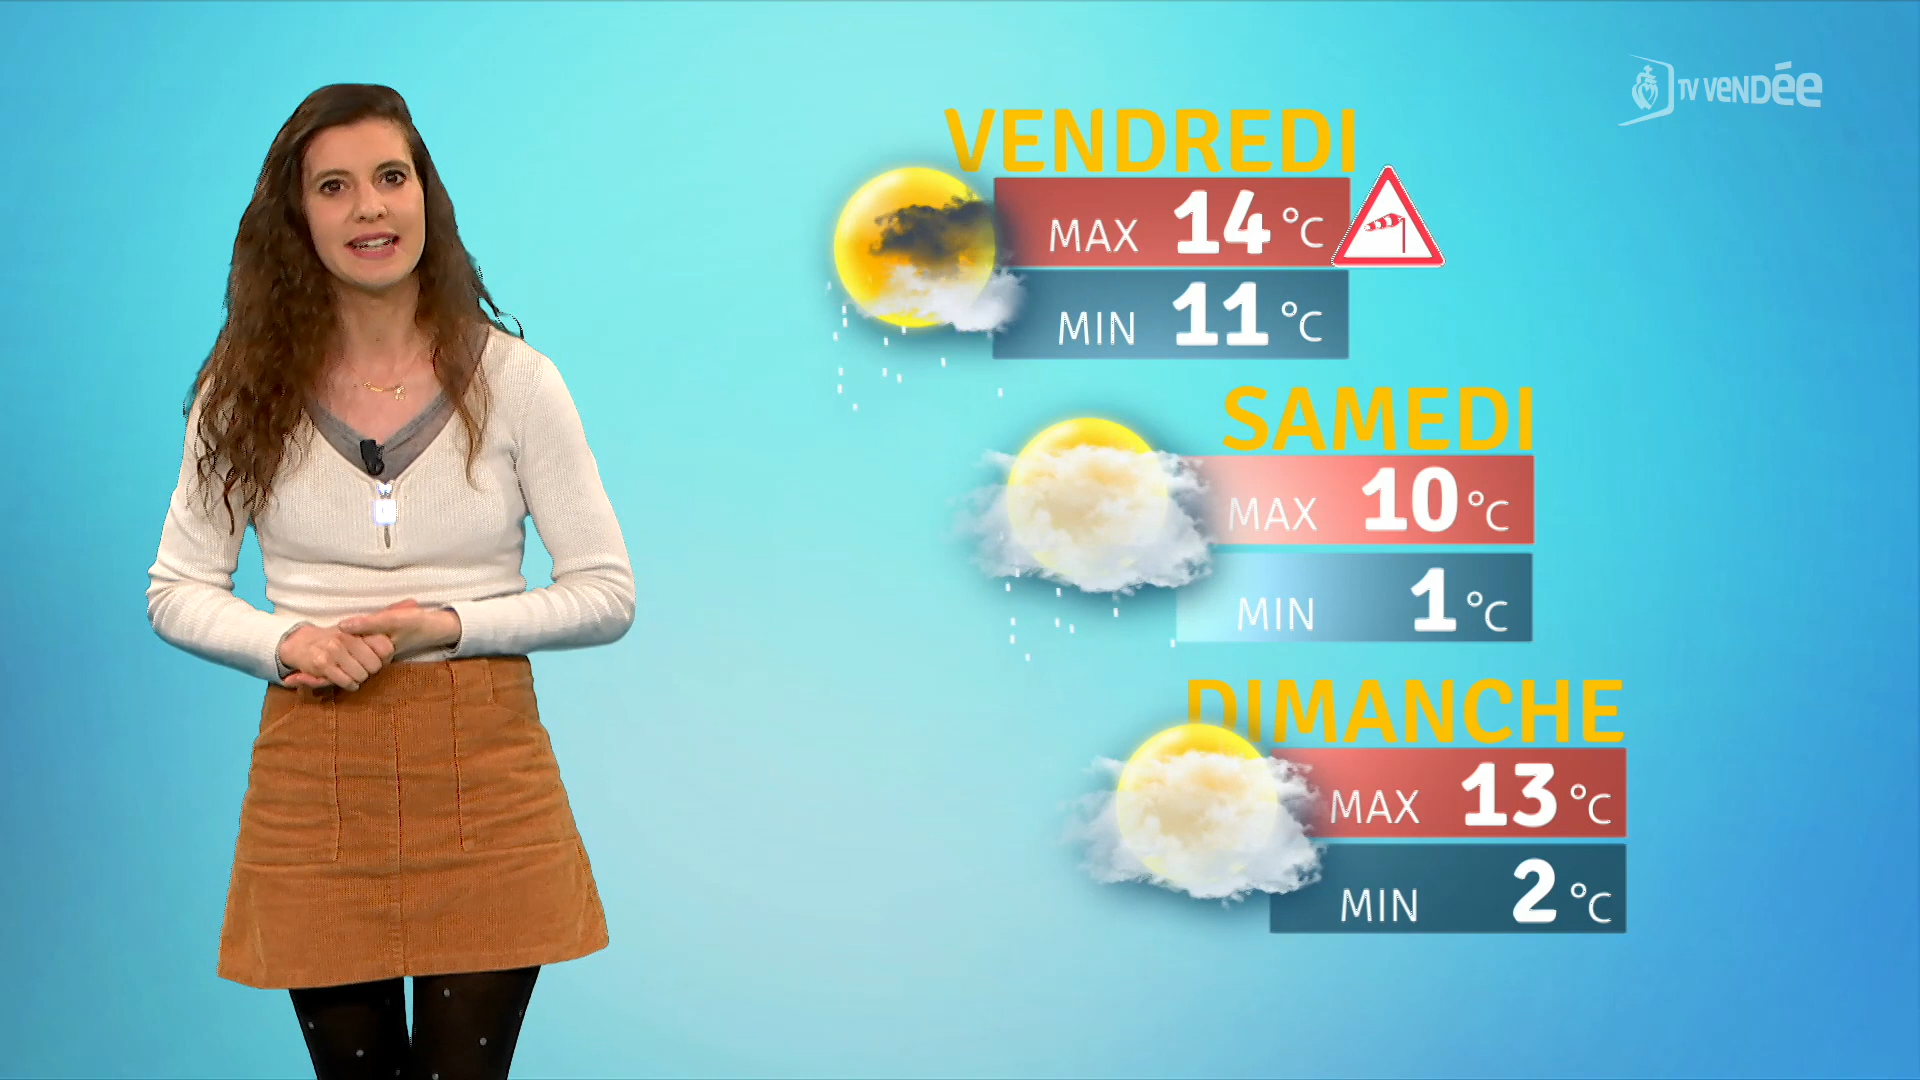 TV VENDÉE
VENDREDI
MAX 14 °C
MIN 11 °C
SAMEDI
MAX 10 °C
MIN 1 °C
DIMANCHE
MAX 13 °C
MIN 2 °C